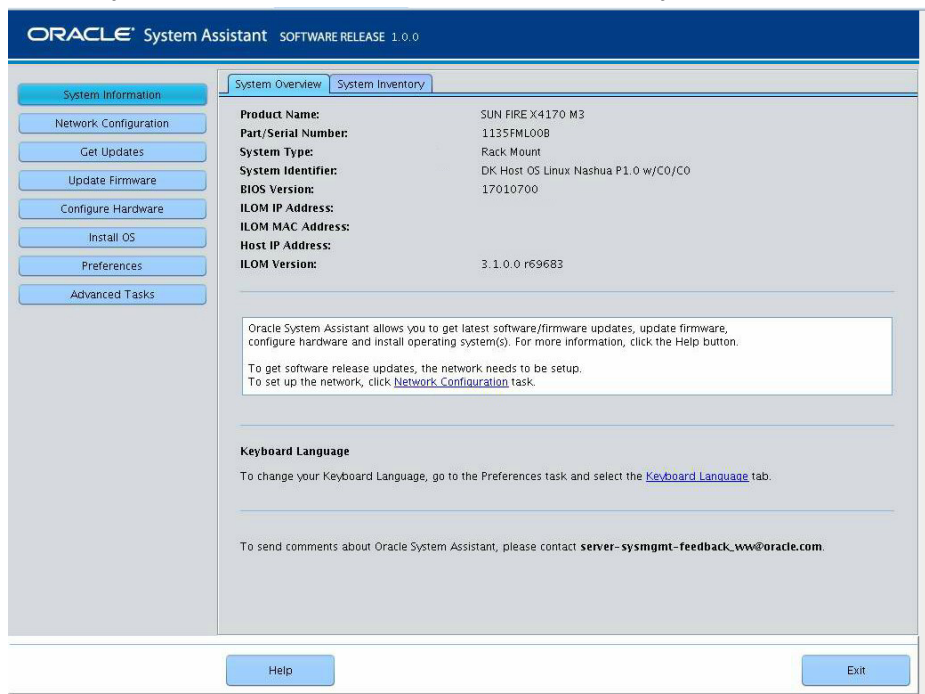 ORACLE System Assistant SOFTWARE RELEASE 1.0.0
System Information
Network Configuration
Get Updates
Update Firmware
Configure Hardware
Install OS
Preferences
Advanced Tasks
System Overview System Inventory
Product Name: SUN FIRE X4170 M3
Part/Serial Number: 1135FML00B
System Type: Rack Mount
System Identifier: DK Host OS Linux Nashua P1.0 w/C0/C0
BIOS Version: 17010700
ILOM IP Address:
ILOM MAC Address:
Host IP Address:
ILOM Version: 3.1.0.0 r69683
Oracle System Assistant allows you to get latest software/firmware updates, update firmware,
configure hardware and install operating system(s). For more information, click the Help button.
To get software release updates, the network needs to be setup.
To set up the network, click Network Configuration task.
Keyboard Language
To change your Keyboard Language, go to the Preferences task and select the Keyboard Language tab.
To send comments about Oracle System Assistant, please contact server-sysmgmt-feedback_ww@oracle.com.
Help Exit